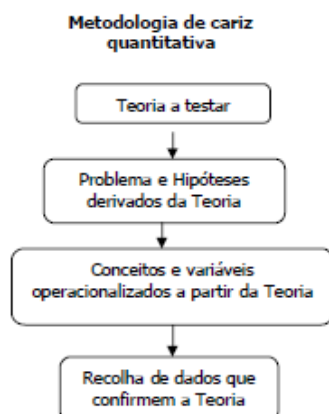 Metodologia de cariz
quantitativa
Teoria a testar
Problema e Hipóteses
derivados da Teoria
Conceitos e variáveis
operacionalizados a partir da Teoria
Recolha de dados que
confirmem a Teoria